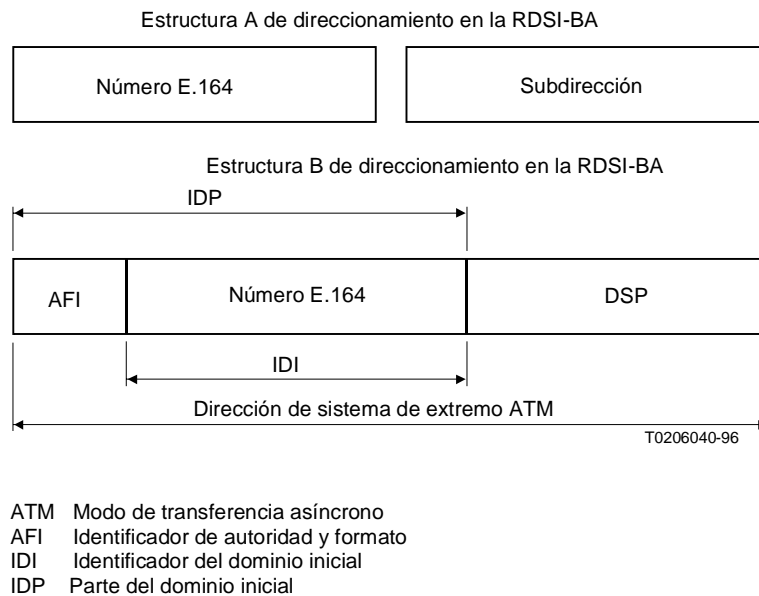 Estructura A de direccionamiento en la RDSI-BA
Número E.164
Subdirección
Estructura B de direccionamiento en la RDSI-BA
IDP
AFI
Número E.164
DSP
IDI
Dirección de sistema de extremo ATM
T0206040-96
ATM Modo de transferencia asíncrono
AFI Identificador de autoridad y formato
IDI Identificador del dominio inicial
IDP Parte del dominio inicial